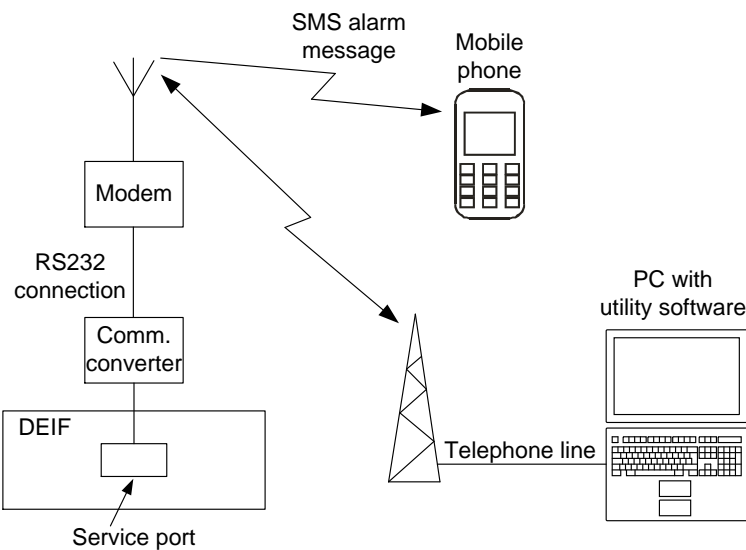 SMS alarm
message
Mobile
phone
Modem
RS232
connection
PC with
utility software
Comm.
converter
DEIF
Telephone line
Service port